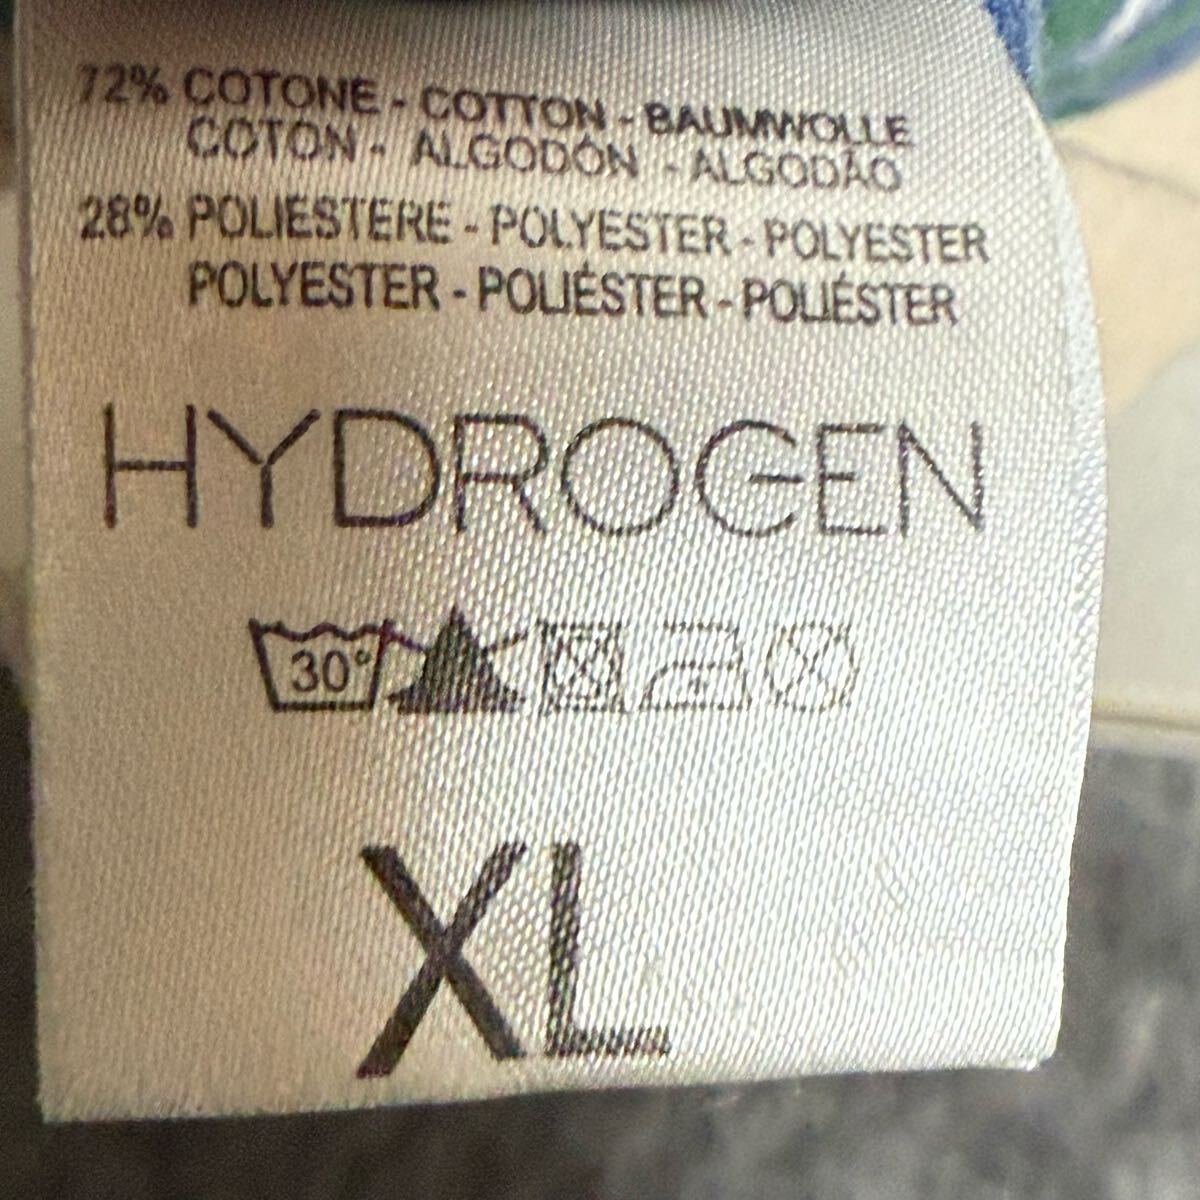 72% COTONE - COTTON - BAUMWOLLE
COTON - ALGODÓN - ALGODÃO
28% POLIESTERE - POLYESTER - POLYESTER
POLYESTER - POLIÉSTER - POLIÉSTER
HYDROGEN
30°
XL